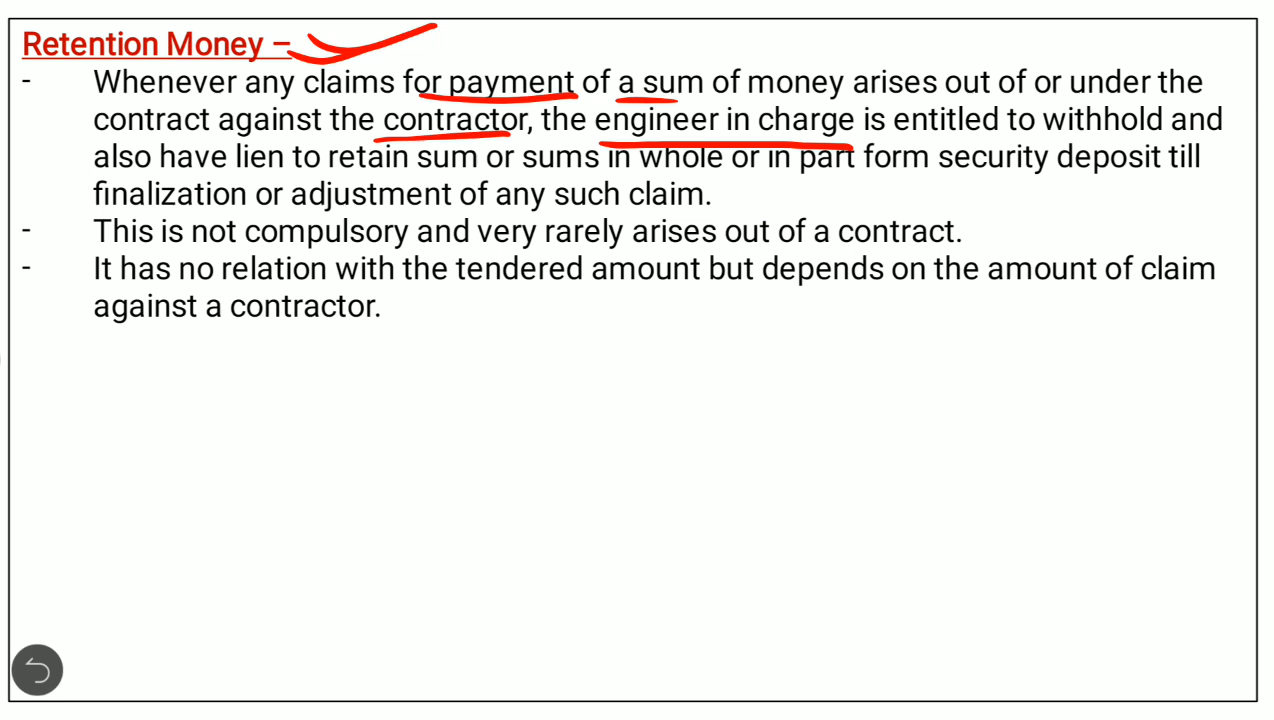 Retention Money –
- Whenever any claims for payment of a sum of money arises out of or under the
contract against the contractor, the engineer in charge is entitled to withhold and
also have lien to retain sum or sums in whole or in part form security deposit till
finalization or adjustment of any such claim.
- This is not compulsory and very rarely arises out of a contract.
- It has no relation with the tendered amount but depends on the amount of claim
against a contractor.